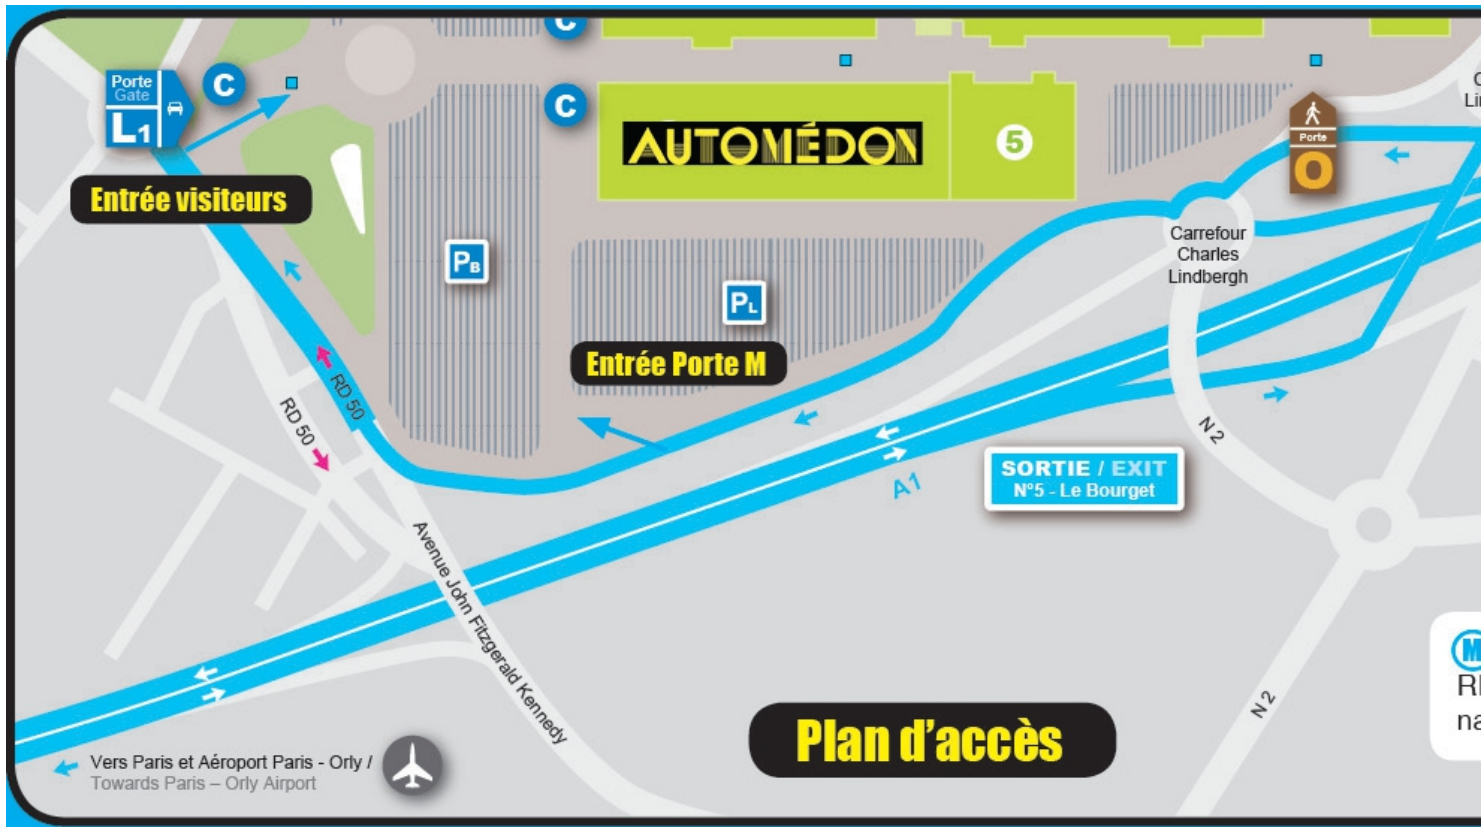 C
Porte
Gate
L1
C
C
AUTOMÉDON
5
Porte
O
Entrée visiteurs
Carrefour
Charles
Lindbergh
PB
PL
Entrée Porte M
RD 50
RD 50
N 2
SORTIE / EXIT
N°5 - Le Bourget
A1
Avenue John Fitzgerald Kennedy
M
N 2
Plan d'accès
Vers Paris et Aéroport Paris - Orly /
Towards Paris – Orly Airport